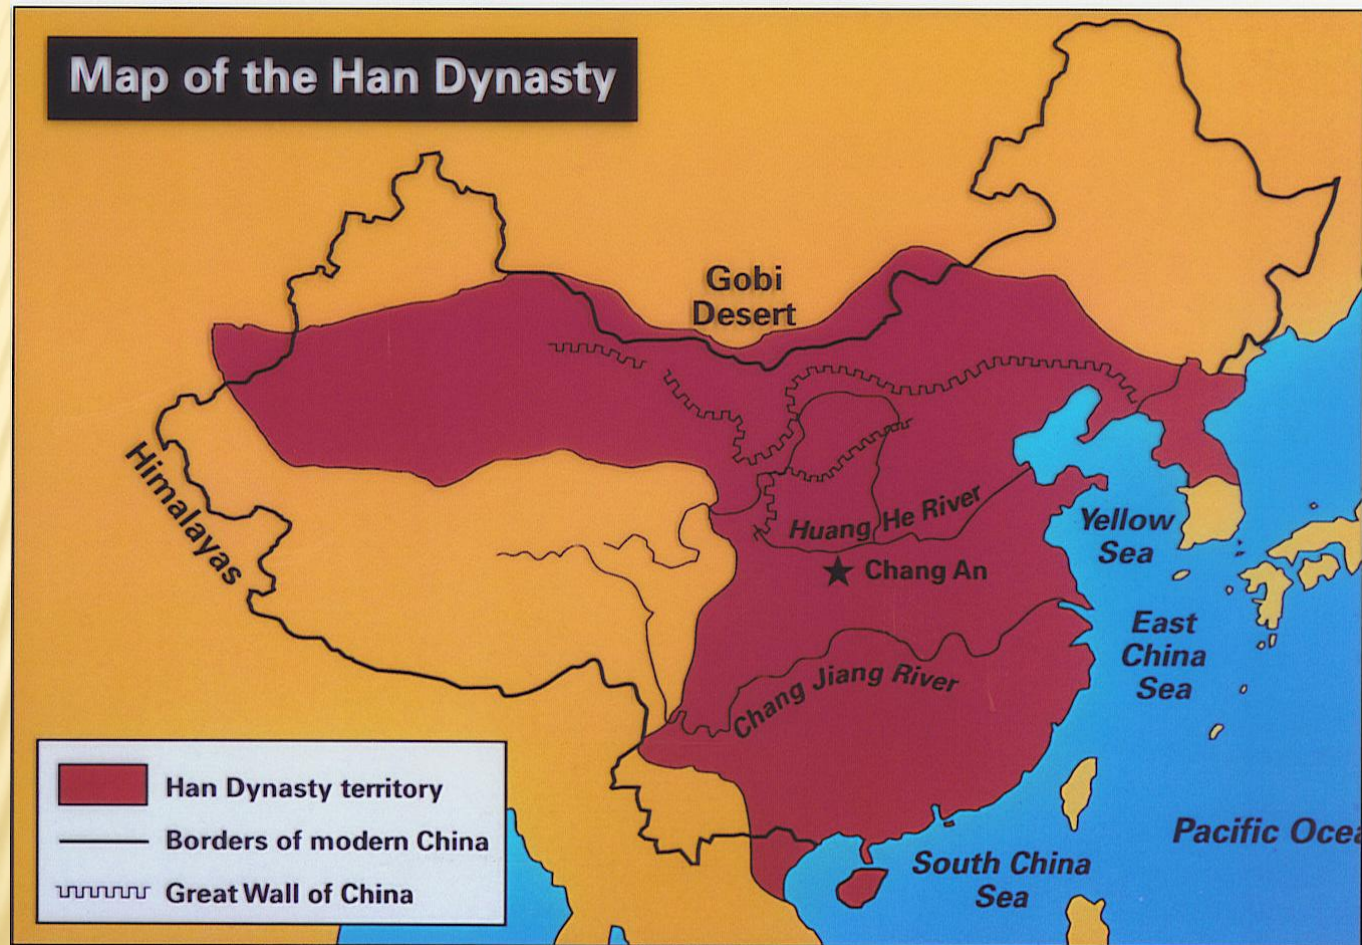 Map of the Han Dynasty
Gobi
Desert
Himalayas
Huang He River
Yellow
Sea
Chang An
East
China
Sea
Chang Jiang River
Han Dynasty territory
Borders of modern China
Great Wall of China
Pacific Ocea
South China
Sea